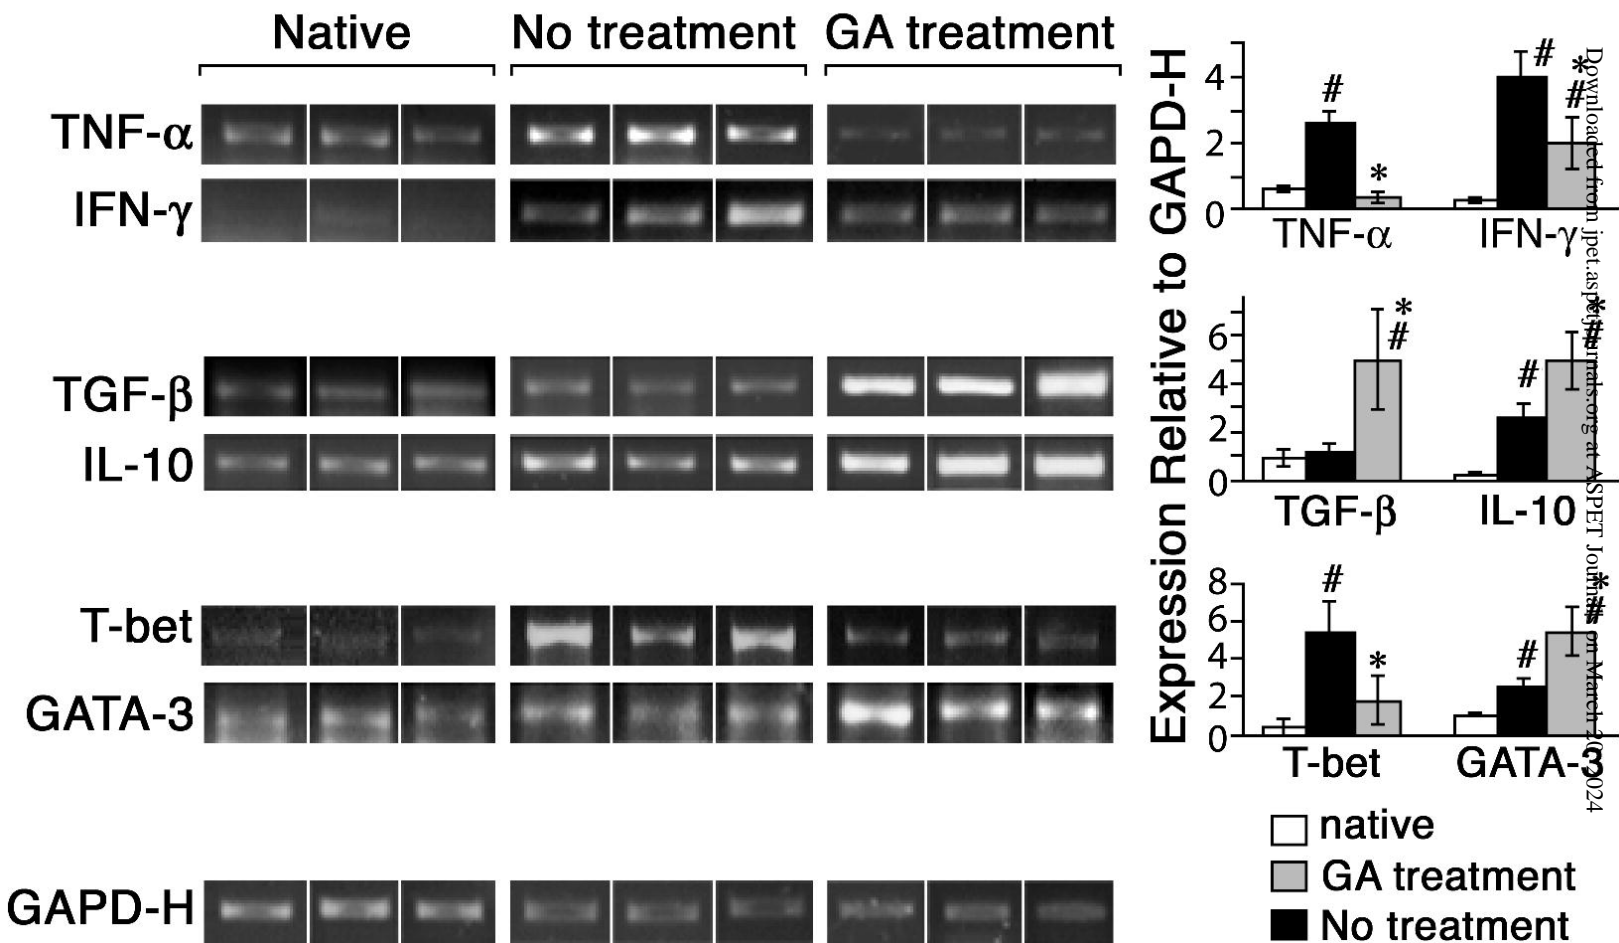 Native No treatment GA treatment
TNF-α
IFN-γ
TGF-β
IL-10
T-bet
GATA-3
GAPD-H
Expression Relative to GAPD-H
4
2
0
# * # * #
TNF-α IFN-γ
6
4
2
0
* # # * #
TGF-β IL-10
8
6
4
2
0
# * # * #
T-bet GATA-3
native
GA treatment
No treatment
Downloaded from jpet.aspetjournals.org at ASPET Journals on March 20, 2024